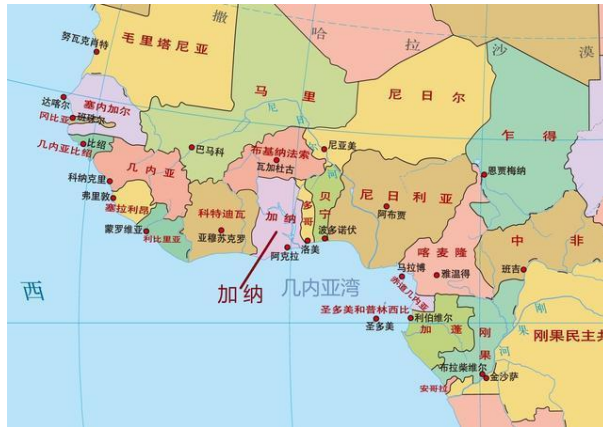 撒
哈
拉
沙
漠
努瓦克肖特
毛里塔尼亚
马里
尼日尔
乍得
达喀尔
塞内加尔
冈比亚
班珠尔
尼日尔河
几内亚比绍
比绍
巴马科
布基纳法索
瓦加杜古
尼亚美
恩贾梅纳
科纳克里
几内亚
弗里敦
塞拉利昂
科特迪瓦
加纳
多哥
贝宁
尼日利亚
阿布贾
蒙罗维亚
利比里亚
亚穆苏克罗
阿克拉
洛美
波多诺伏
喀麦隆
中非
班吉
马拉博
雅温得
赤道几内亚
西
加纳
几内亚湾
圣多美和普林西比
圣多美
利伯维尔
加蓬
刚果
刚果河
刚果民主共
布拉柴维尔
金沙萨
安哥拉